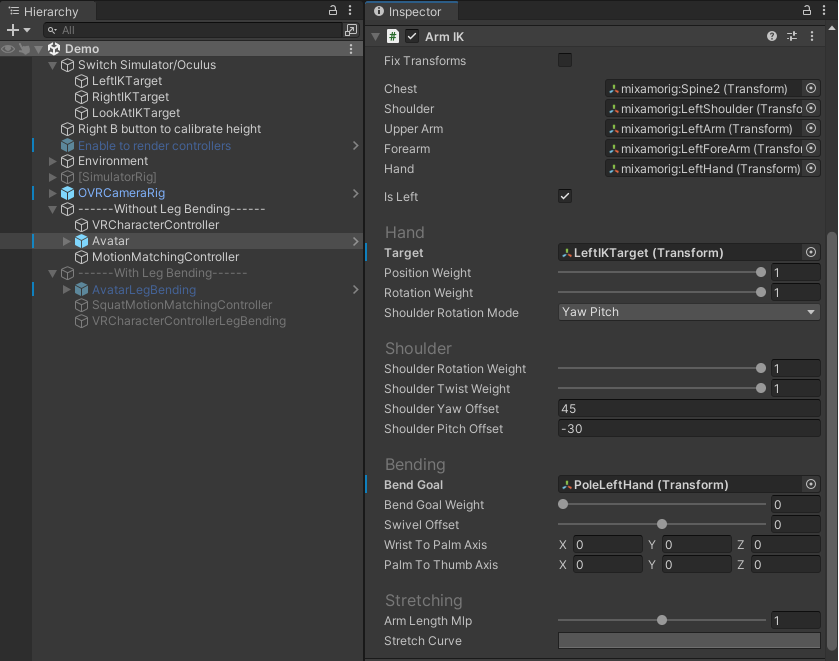 Hierarchy
All
Demo
Switch Simulator/Oculus
LeftIKTarget
RightIKTarget
LookAtIKTarget
Right B button to calibrate height
Enable to render controllers
Environment
[SimulatorRig]
OVRCameraRig
------Without Leg Bending------
VRCharacterController
Avatar
MotionMatchingController
------With Leg Bending------
AvatarLegBending
SquatMotionMatchingController
VRCharacterControllerLegBending
Inspector
# Arm IK
Fix Transforms
Chest mixamorig:Spine2 (Transform)
Shoulder mixamorig:LeftShoulder (Transfo
Upper Arm mixamorig:LeftArm (Transform)
Forearm mixamorig:LeftForeArm (Transfor
Hand mixamorig:LeftHand (Transform)
Is Left
Hand
Target LeftIKTarget (Transform)
Position Weight 1
Rotation Weight 1
Shoulder Rotation Mode Yaw Pitch
Shoulder
Shoulder Rotation Weight 1
Shoulder Twist Weight 1
Shoulder Yaw Offset 45
Shoulder Pitch Offset -30
Bending
Bend Goal PoleLeftHand (Transform)
Bend Goal Weight 0
Swivel Offset 0
Wrist To Palm Axis X 0 Y 0 Z 0
Palm To Thumb Axis X 0 Y 0 Z 0
Stretching
Arm Length Mlp 1
Stretch Curve